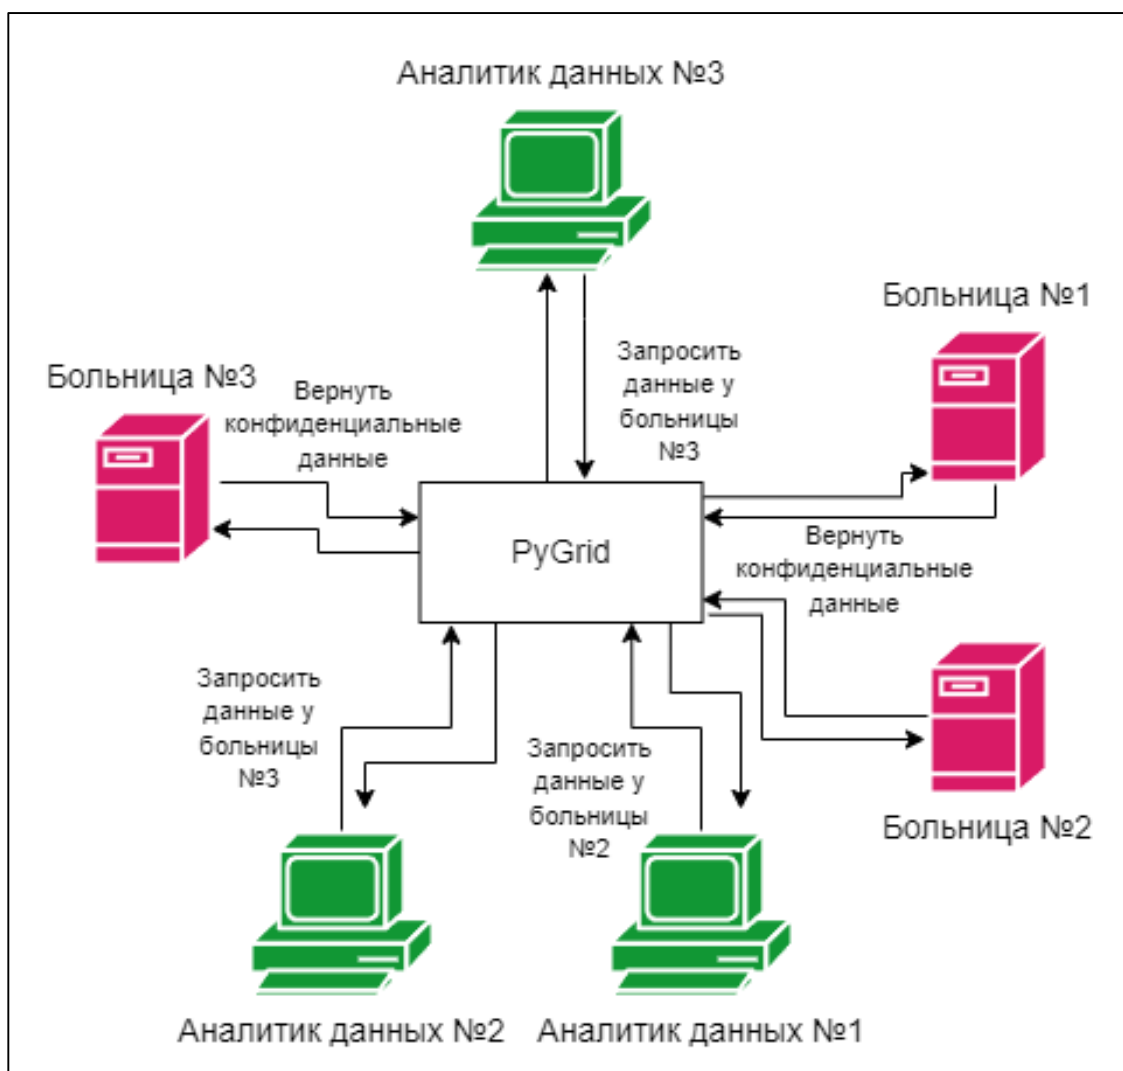 Аналитик данных №3
Больница №1
Больница №3
Запросить
данные у
больницы
№3
Вернуть
конфиденциальные
данные
PyGrid
Вернуть
конфиденциальные
данные
Запросить
данные у
больницы
№3
Запросить
данные у
больницы
№2
Больница №2
Аналитик данных №2
Аналитик данных №1